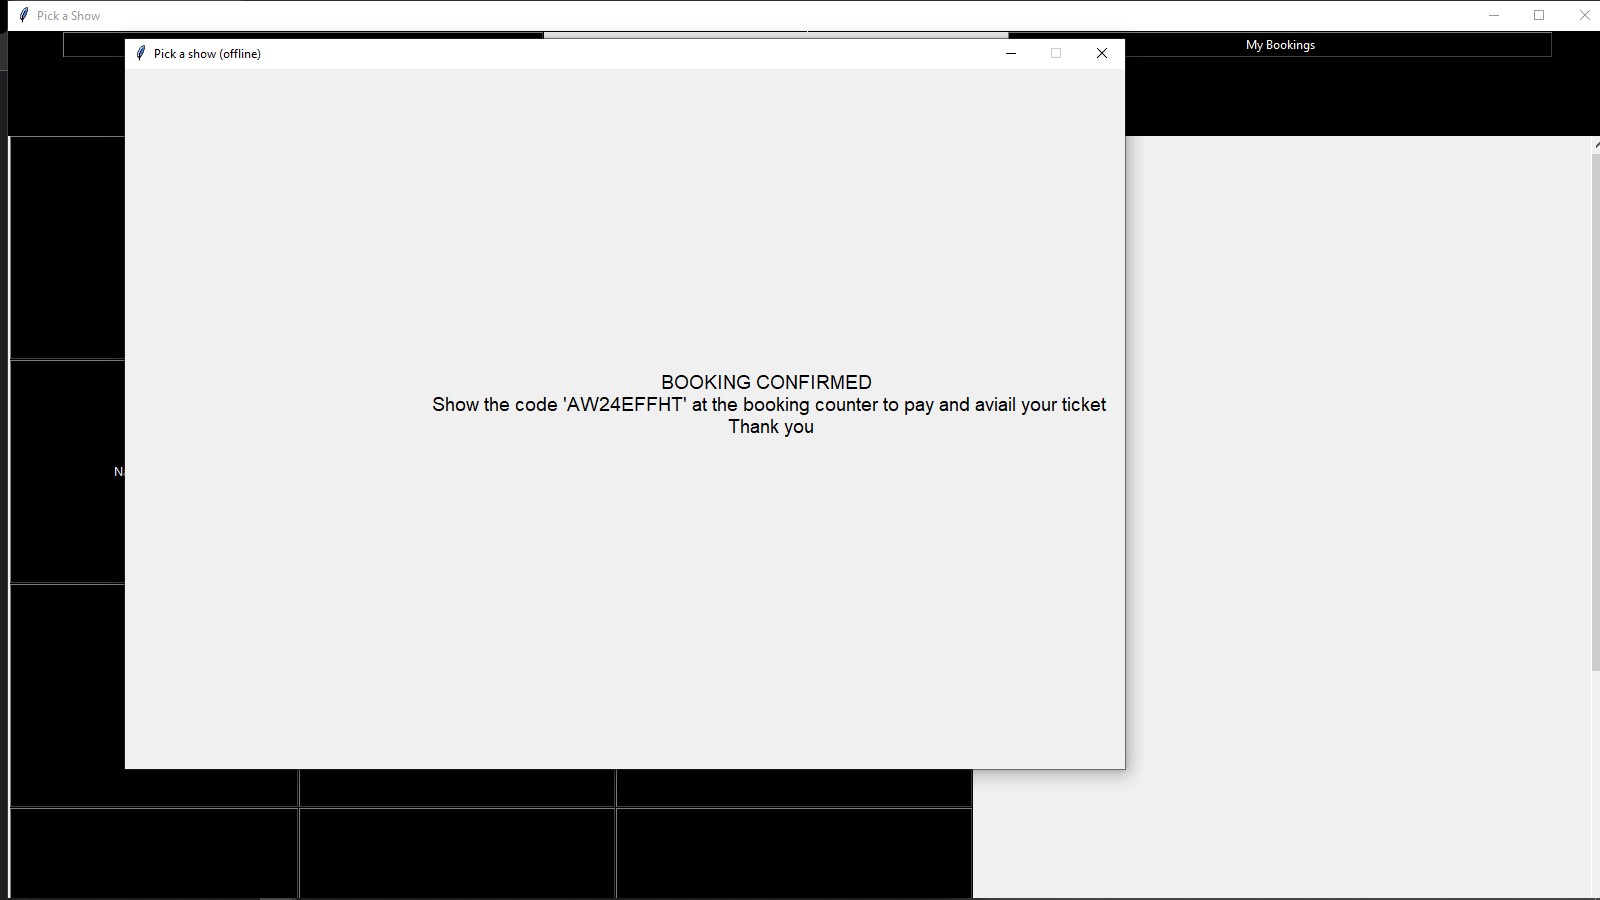 Pick a Show
Pick a show (offline)
My Bookings
BOOKING CONFIRMED
Show the code 'AW24EFFHT' at the booking counter to pay and aviail your ticket
Thank you